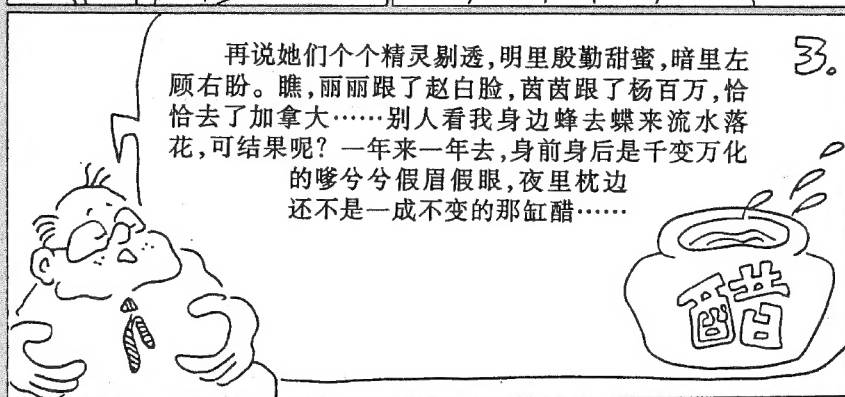 3。
再说她们个个精灵剔透,明里殷勤甜蜜,暗里左
顾右盼。瞧,丽丽跟了赵白脸,茵茵跟了杨百万,恰
恰去了加拿大……别人看我身边蜂去蝶来流水落
花,可结果呢?一年来一年去,身前身后是千变万化
的嗲兮兮假眉假眼,夜里枕边
还不是一成不变的那缸醋……
醋